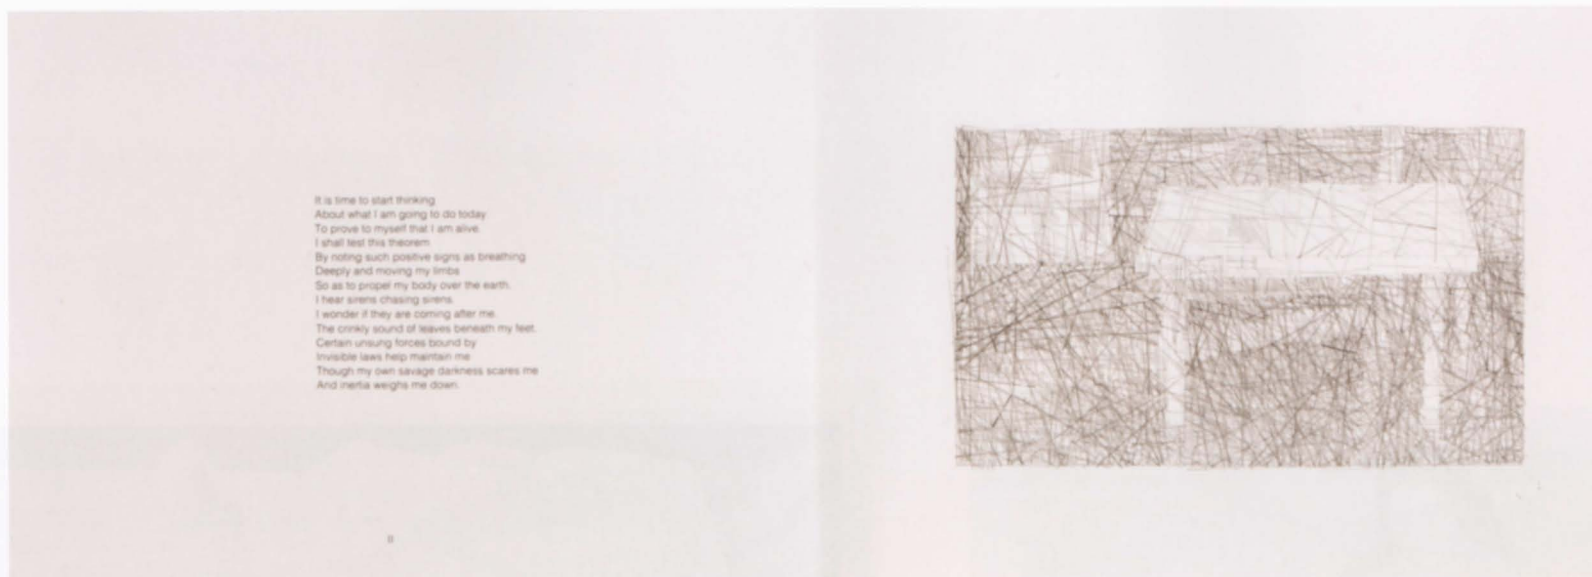 It is time to start thinking
About what I am going to do today
To prove to myself that I am alive.
I shall test this theorem
By noting such positive signs as breathing
Deeply and moving my limbs
So as to propel my body over the earth.
I hear sirens chasing sirens.
I wonder if they are coming after me.
The crinkly sound of leaves beneath my feet.
Certain unsung forces bound by
Invisible laws help maintain me
Though my own savage darkness scares me
And inertia weighs me down.
II